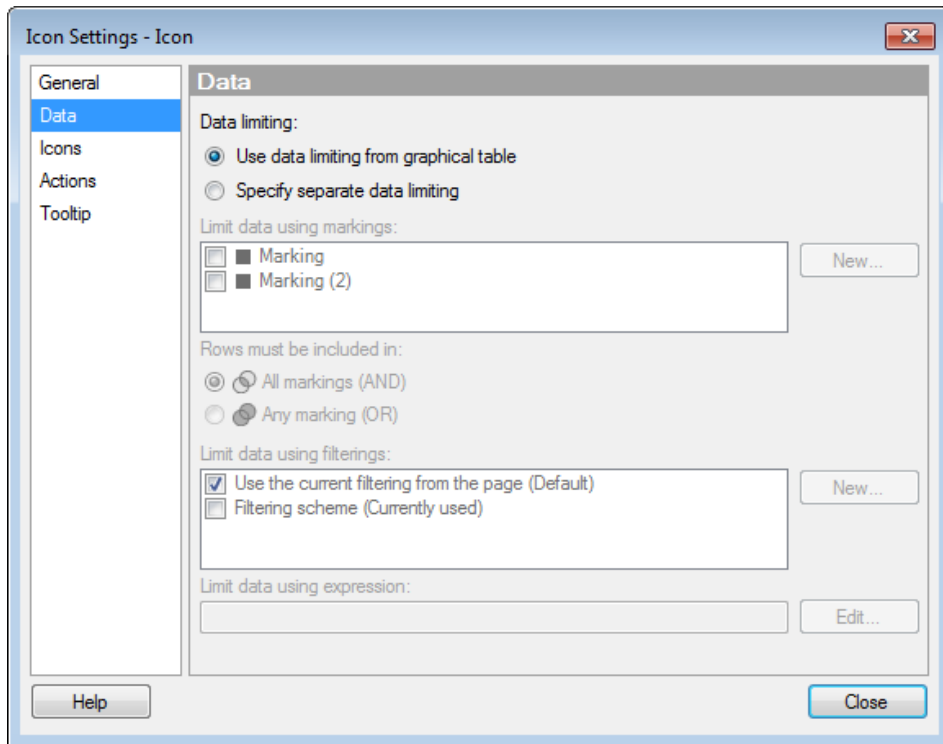 Icon Settings - Icon
General
Data
Icons
Actions
Tooltip
Data
Data limiting:
Use data limiting from graphical table
Specify separate data limiting
Limit data using markings:
Marking
Marking (2)
New...
Rows must be included in:
All markings (AND)
Any marking (OR)
Limit data using filterings:
Use the current filtering from the page (Default)
Filtering scheme (Currently used)
New...
Limit data using expression:
Edit...
Help
Close